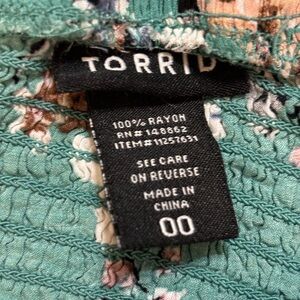 TORRID
100% RAYON
RN# 148862
ITEM# 11257631
SEE CARE
ON REVERSE
MADE IN
CHINA
00